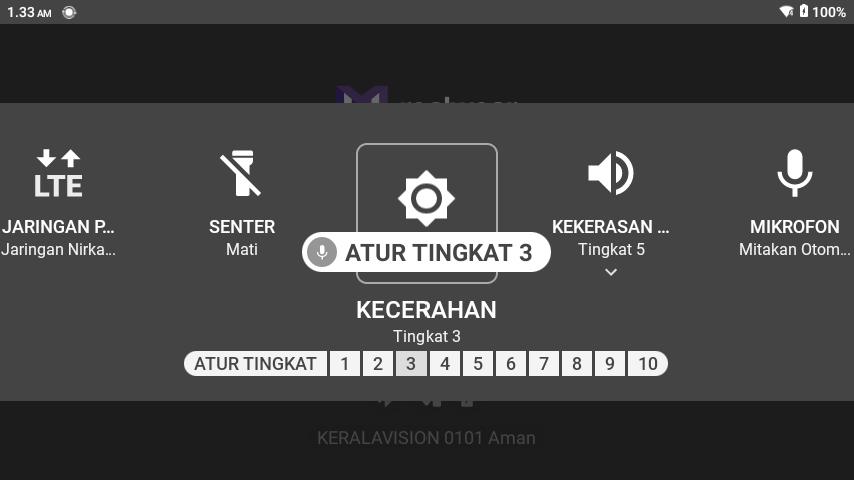 1.33 AM
100%
LTE
JARINGAN P...
Jaringan Nirka...
SENTER
Mati
ATUR TINGKAT 3
KEKERASAN ...
Tingkat 5
MIKROFON
Mitakan Otom...
KECERAHAN
Tingkat 3
ATUR TINGKAT 1 2 3 4 5 6 7 8 9 10
KERALAVISION 0101 Aman